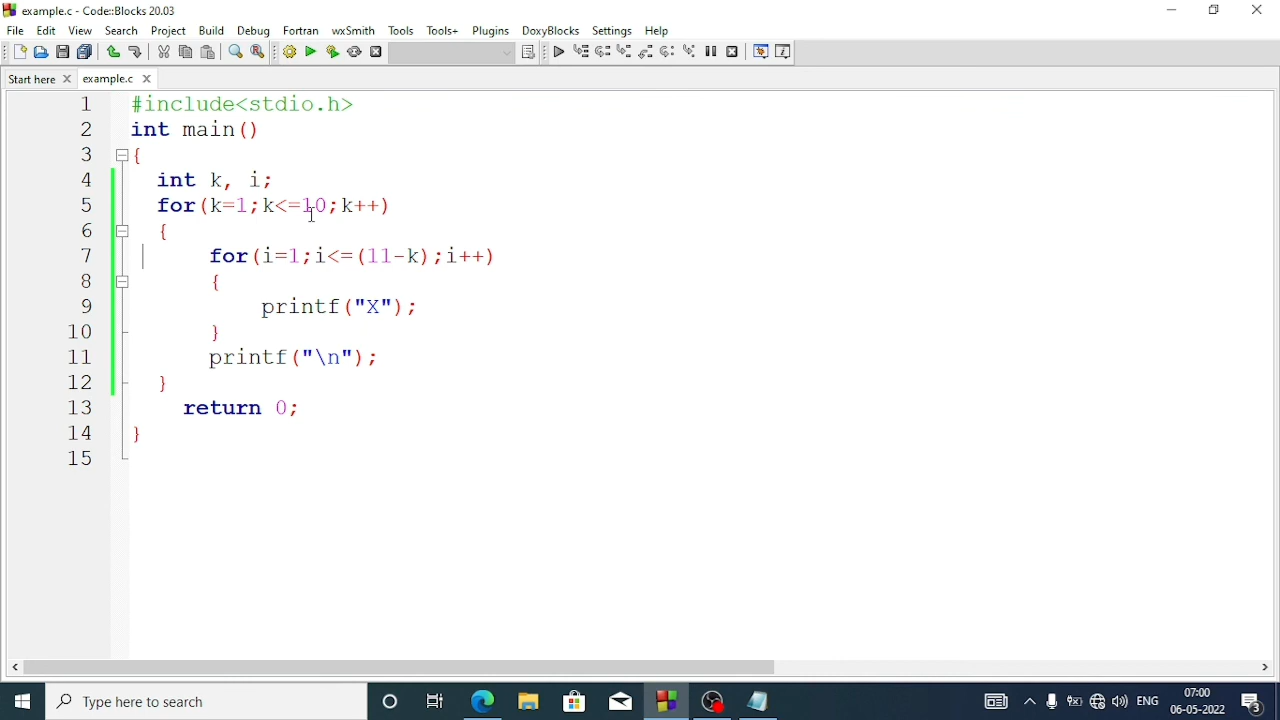 example.c - Code::Blocks 20.03
File Edit View Search Project Build Debug Fortran wxSmith Tools Tools+ Plugins DoxyBlocks Settings Help
Start here example.c
1 #include<stdio.h>
2 int main()
3 {
4 int k, i;
5 for(k=1;k<=10;k++)
6 {
7 for(i=1;i<=(11-k);i++)
8 {
9 printf("X");
10 }
11 printf("\n");
12 }
13 return 0;
14 }
15
Type here to search
ENG
07:00
06-05-2022
3